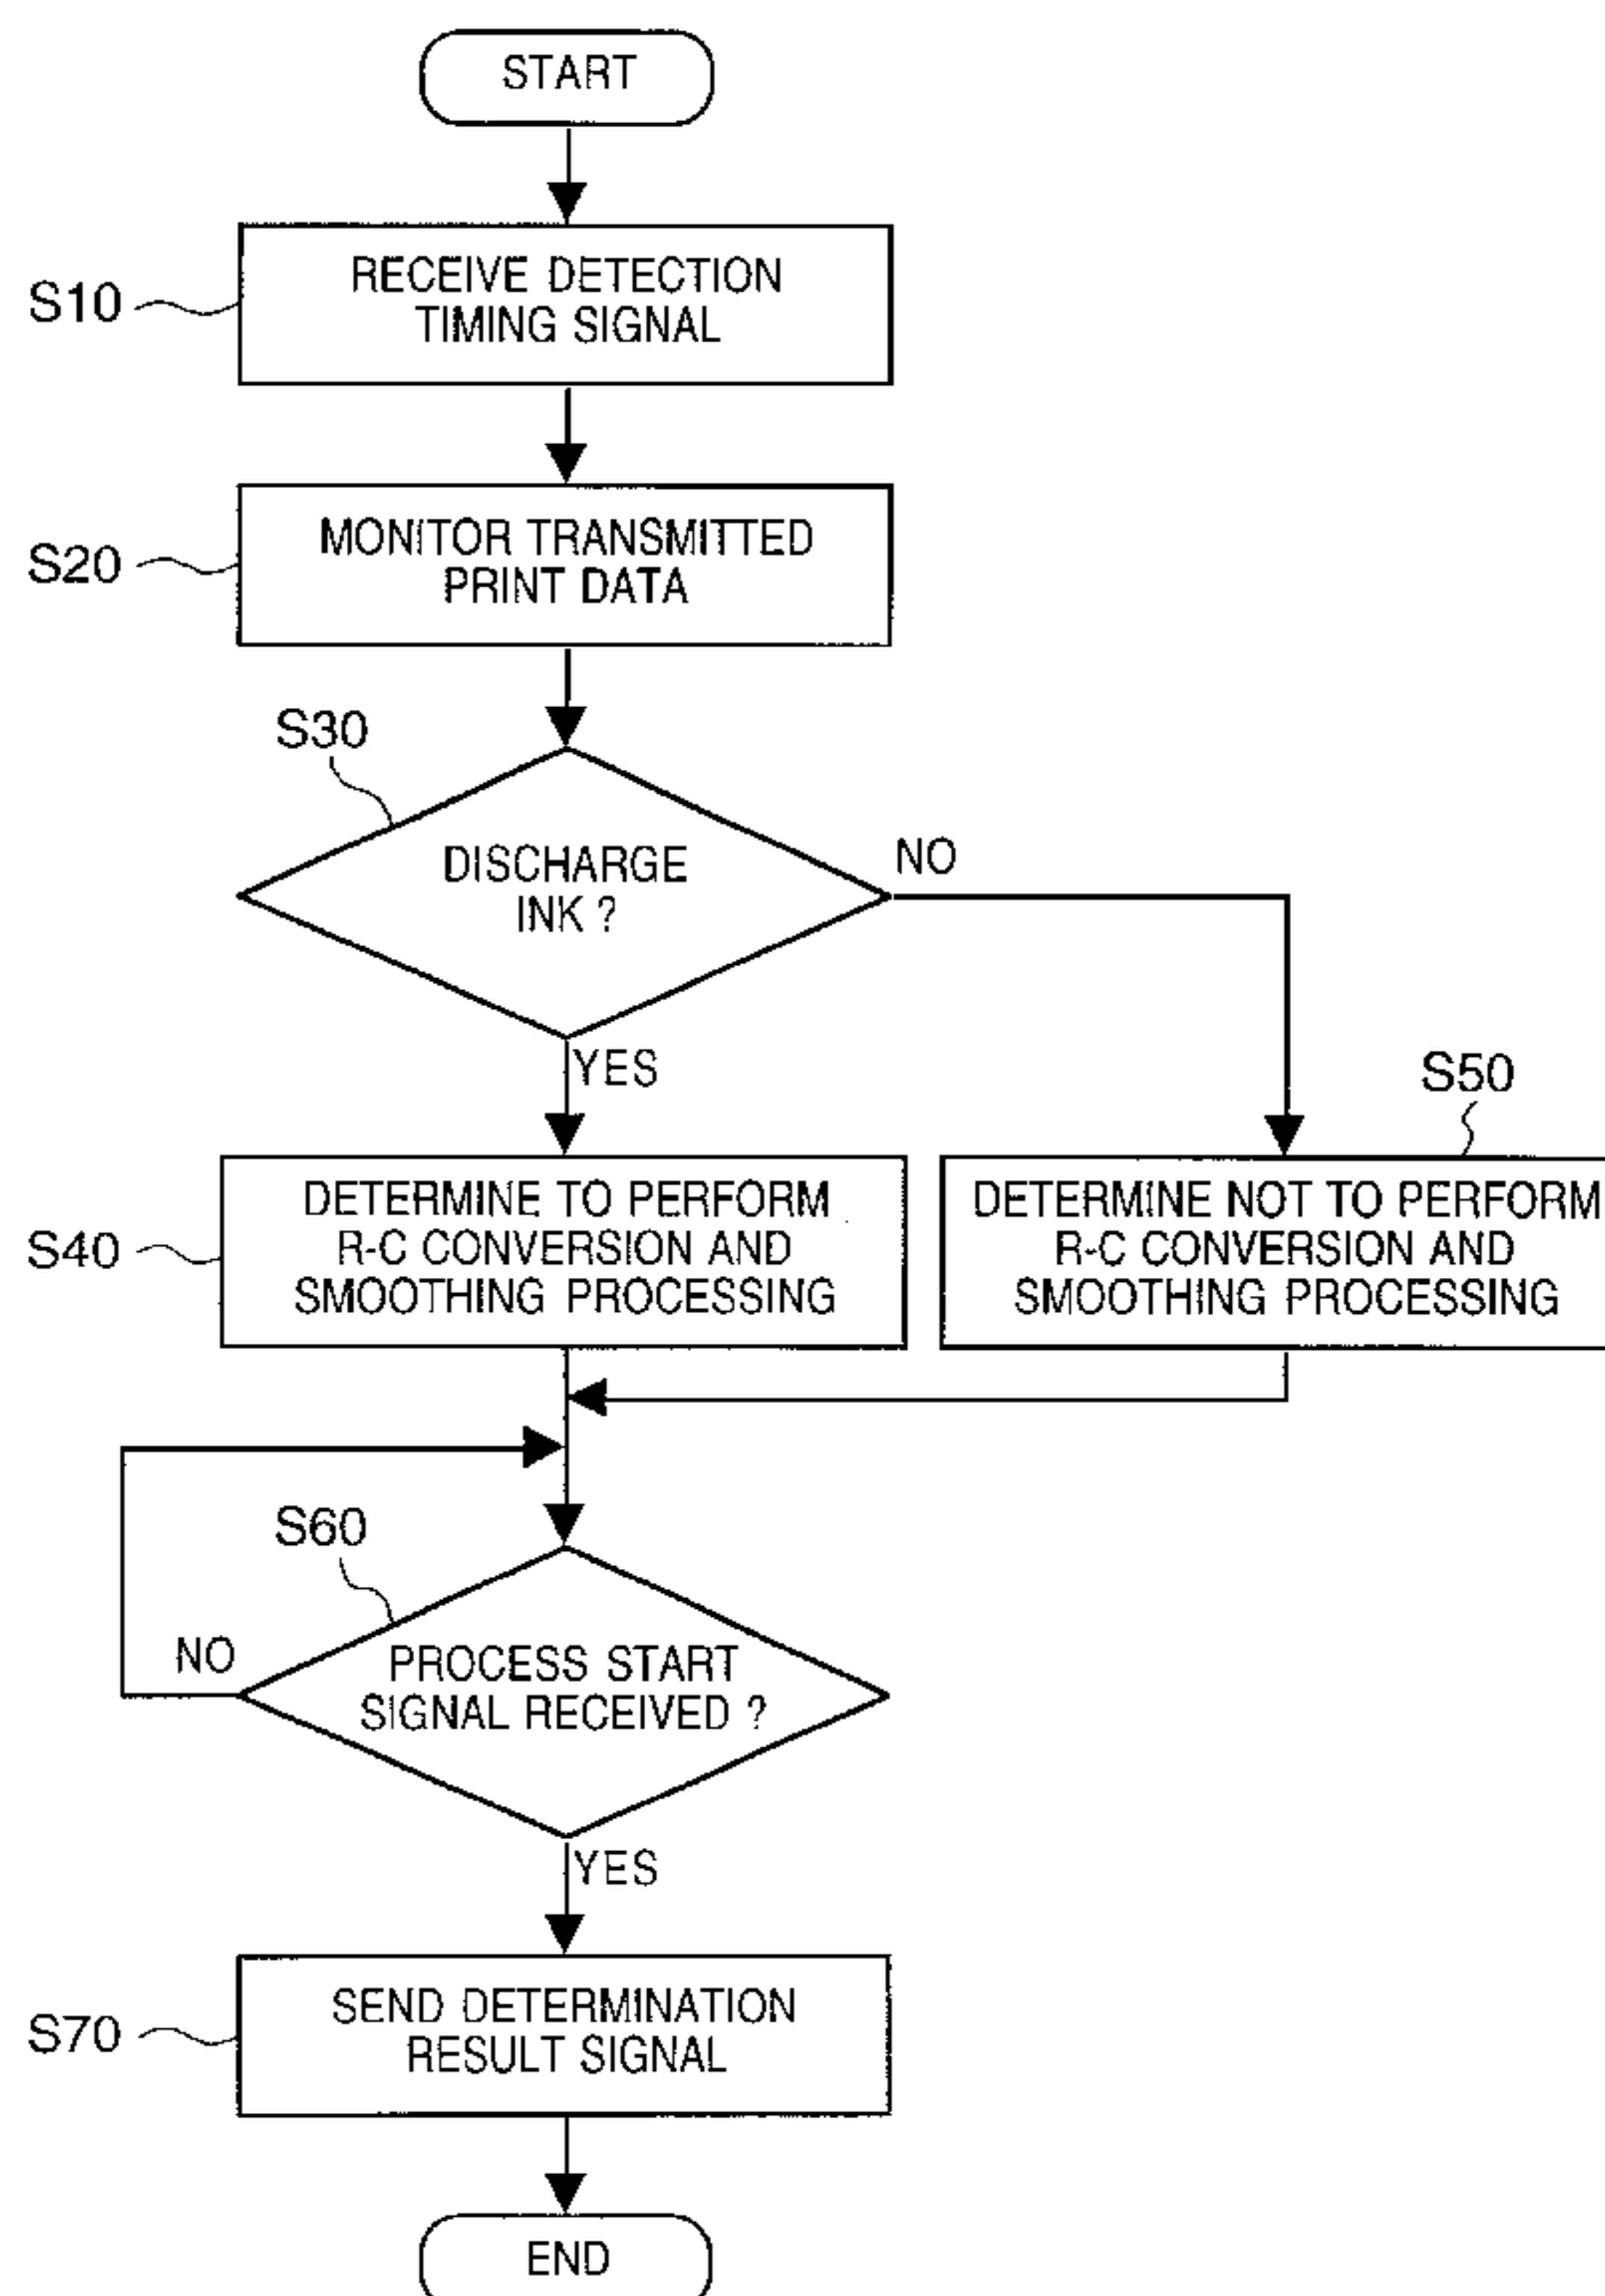 START
S10
RECEIVE DETECTION
TIMING SIGNAL
S20
MONITOR TRANSMITTED
PRINT DATA
S30
DISCHARGE
INK ?
NO
YES
S40
DETERMINE TO PERFORM
R-C CONVERSION AND
SMOOTHING PROCESSING
S50
DETERMINE NOT TO PERFORM
R-C CONVERSION AND
SMOOTHING PROCESSING
S60
PROCESS START
SIGNAL RECEIVED ?
NO
YES
S70
SEND DETERMINATION
RESULT SIGNAL
END